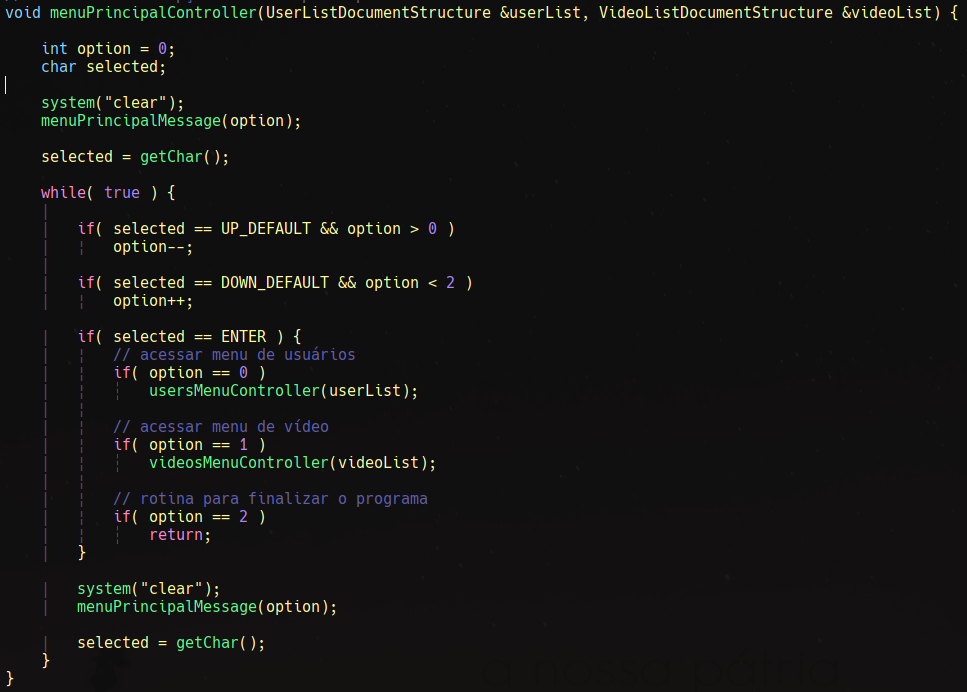 void menuPrincipalController(UserListDocumentStructure &userList, VideoListDocumentStructure &videoList) {
int option = 0;
char selected;
system("clear");
menuPrincipalMessage(option);
selected = getChar();
while( true ) {
if( selected == UP_DEFAULT && option > 0 )
option--;
if( selected == DOWN_DEFAULT && option < 2 )
option++;
if( selected == ENTER ) {
// acessar menu de usuários
if( option == 0 )
usersMenuController(userList);
// acessar menu de vídeo
if( option == 1 )
videosMenuController(videoList);
// rotina para finalizar o programa
if( option == 2 )
return;
}
system("clear");
menuPrincipalMessage(option);
selected = getChar();
}
a nossa patria
}